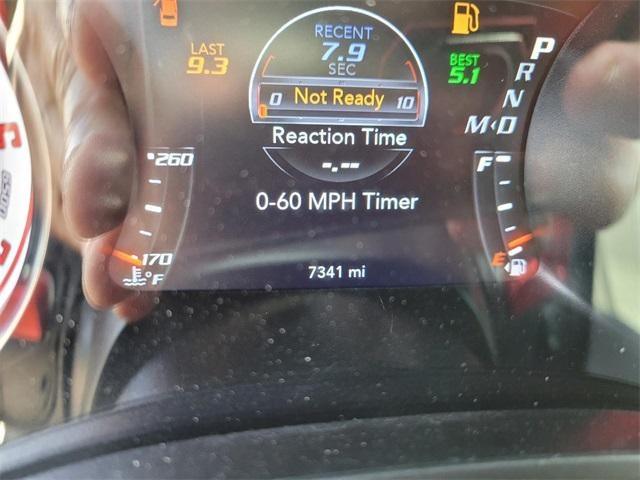 RECENT
7.9
SEC
LAST
9.3
BEST
5.1
0 Not Ready 10
Reaction Time
-.--
0-60 MPH Timer
7341 mi
260
170
°F
P
R
N
M D
F
E